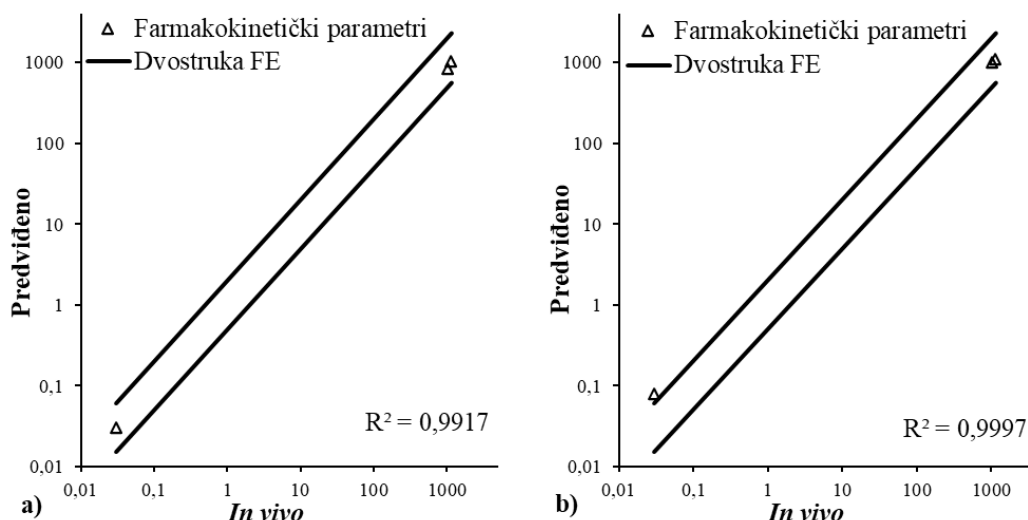 Farmakokinetički parametri
Dvostruka FE
1000
100
10
1
0,1
0,01
Predviđeno
R² = 0,9917
0,01 0,1 1 10 100 1000
a) In vivo
Farmakokinetički parametri
Dvostruka FE
1000
100
10
1
0,1
0,01
Predviđeno
R² = 0,9997
0,01 0,1 1 10 100 1000
b) In vivo